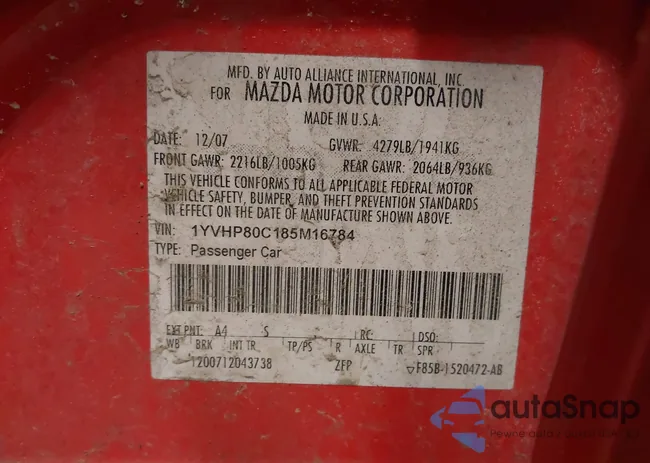 MFD. BY AUTO ALLIANCE INTERNATIONAL, INC.
FOR MAZDA MOTOR CORPORATION
MADE IN U.S.A.
DATE: 12/07 GVWR: 4279LB/1941KG
FRONT GAWR: 2216LB/1005KG REAR GAWR: 2064LB/936KG
THIS VEHICLE CONFORMS TO ALL APPLICABLE FEDERAL MOTOR
VEHICLE SAFETY, BUMPER, AND THEFT PREVENTION STANDARDS
IN EFFECT ON THE DATE OF MANUFACTURE SHOWN ABOVE.
VIN: 1YVHP80C185M16784
TYPE: Passenger Car
EXT PNT: A4 S RC: DSO:
WB BRK INT TR TP/PS R AXLE TR SPR
1200712043738 ZFP F85B-1520472-AB
autaSnap